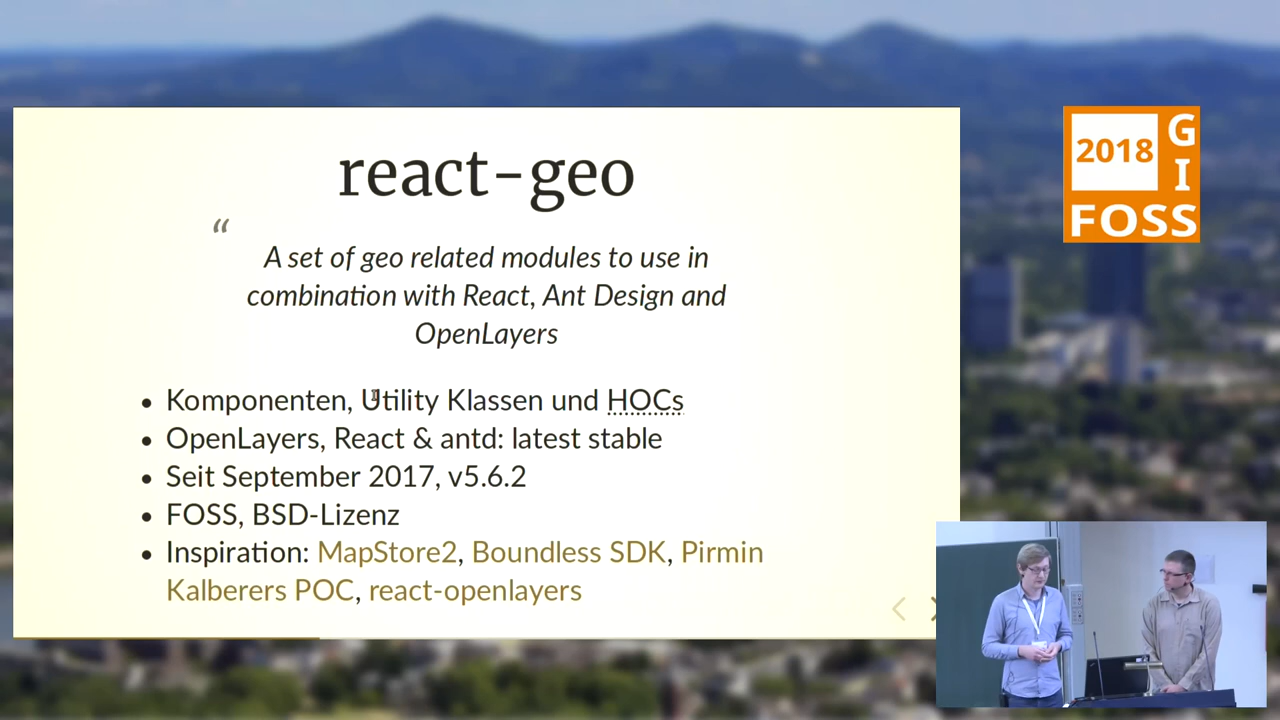 react-geo
“
A set of geo related modules to use in
combination with React, Ant Design and
OpenLayers
• Komponenten, Utility Klassen und HOCs
• OpenLayers, React & antd: latest stable
• Seit September 2017, v5.6.2
• FOSS, BSD-Lizenz
• Inspiration: MapStore2, Boundless SDK, Pirmin
Kalberers POC, react-openlayers
2018
G
I
FOSS